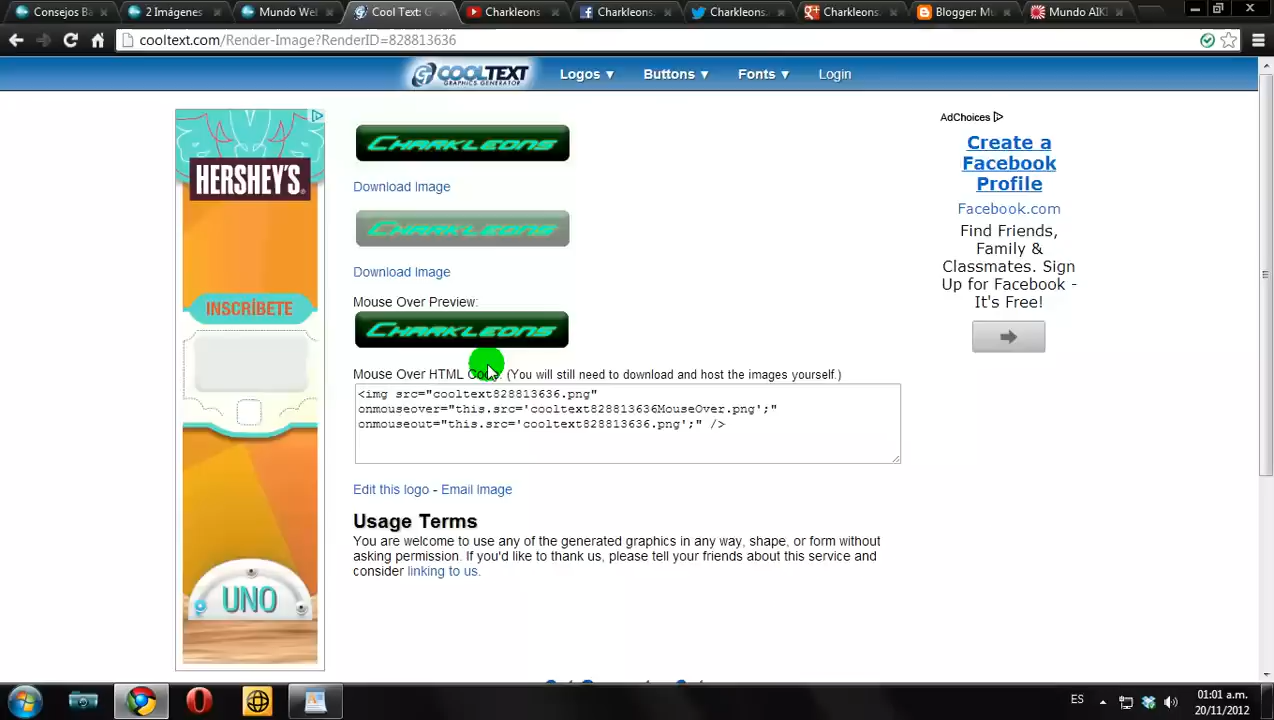 Consejos Ba
2 Imágenes
Mundo Wel
Cool Text: G
Charkleons
Charkleons.
Charkleons.
Charkleons.
Blogger: Mu
Mundo AIK
cooltext.com/Render-Image?RenderID=828813636
COOLTEXT
GRAPHICS GENERATOR
Logos ▼
Buttons ▼
Fonts ▼
Login
HERSHEY'S
INSCRÍBETE
UNO
Charkleons
Download Image
Charkleons
Download Image
Mouse Over Preview:
Charkleons
Mouse Over HTML Code: (You will still need to download and host the images yourself.)
<img src="cooltext828813636.png"
onmouseover="this.src='cooltext828813636MouseOver.png';"
onmouseout="this.src='cooltext828813636.png';" />
Edit this logo - Email Image
Usage Terms
You are welcome to use any of the generated graphics in any way, shape, or form without
asking permission. If you'd like to thank us, please tell your friends about this service and
consider linking to us.
AdChoices
Create a
Facebook
Profile
Facebook.com
Find Friends,
Family &
Classmates. Sign
Up for Facebook -
It's Free!
ES
01:01 a.m.
20/11/2012